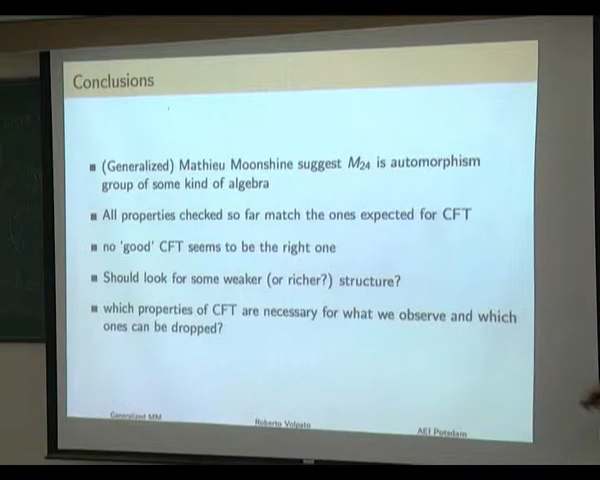 Conclusions
■ (Generalized) Mathieu Moonshine suggest M₂₄ is automorphism
group of some kind of algebra
■ All properties checked so far match the ones expected for CFT
■ no 'good' CFT seems to be the right one
■ Should look for some weaker (or richer?) structure?
■ which properties of CFT are necessary for what we observe and which
ones can be dropped?
Generalized MM
Roberto Volpato
AEI Potsdam